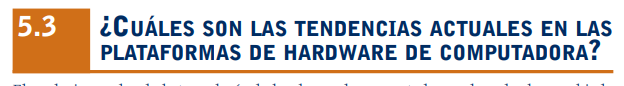 5.3 ¿CUÁLES SON LAS TENDENCIAS ACTUALES EN LAS
PLATAFORMAS DE HARDWARE DE COMPUTADORA?